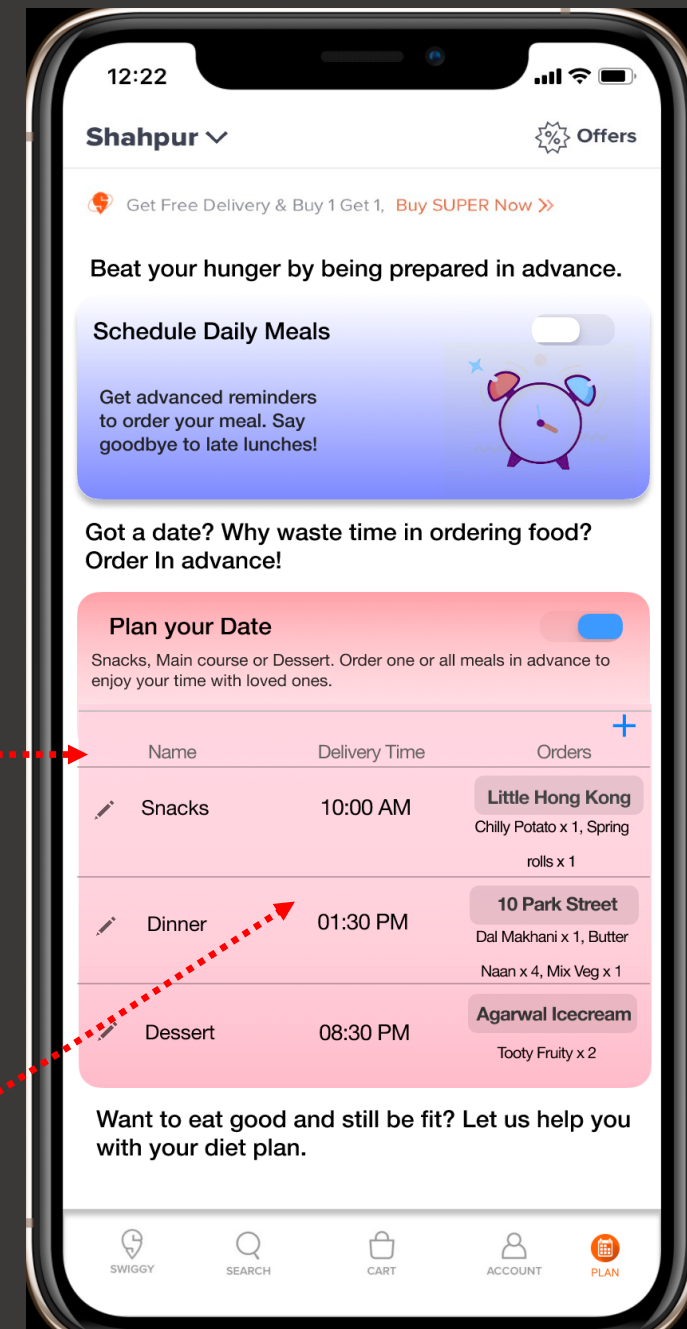 12:22
Shahpur
Offers
Get Free Delivery & Buy 1 Get 1, Buy SUPER Now >>
Beat your hunger by being prepared in advance.
Schedule Daily Meals
Get advanced reminders
to order your meal. Say
goodbye to late lunches!
Got a date? Why waste time in ordering food?
Order In advance!
Plan your Date
Snacks, Main course or Dessert. Order one or all meals in advance to
enjoy your time with loved ones.
+
Name Delivery Time Orders
Snacks 10:00 AM Little Hong Kong
Chilly Potato x 1, Spring
rolls x 1
Dinner 01:30 PM 10 Park Street
Dal Makhani x 1, Butter
Naan x 4, Mix Veg x 1
Dessert 08:30 PM Agarwal Icecream
Tooty Fruity x 2
Want to eat good and still be fit? Let us help you
with your diet plan.
SWIGGY SEARCH CART ACCOUNT PLAN